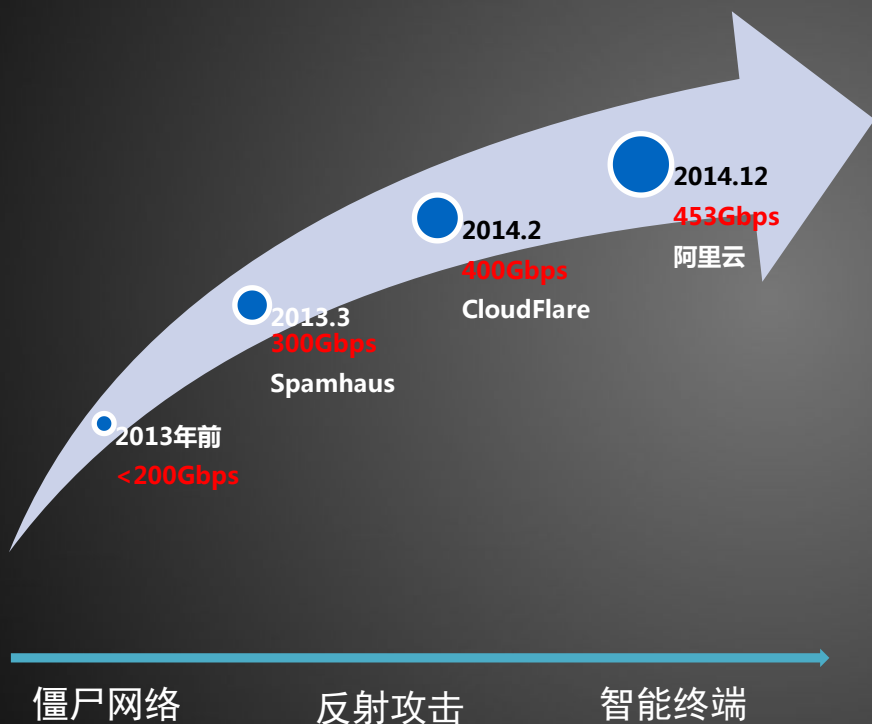 2014.12
453Gbps
阿里云
2014.2
400Gbps
CloudFlare
2013.3
300Gbps
Spamhaus
2013年前
<200Gbps
僵尸网络
反射攻击
智能终端